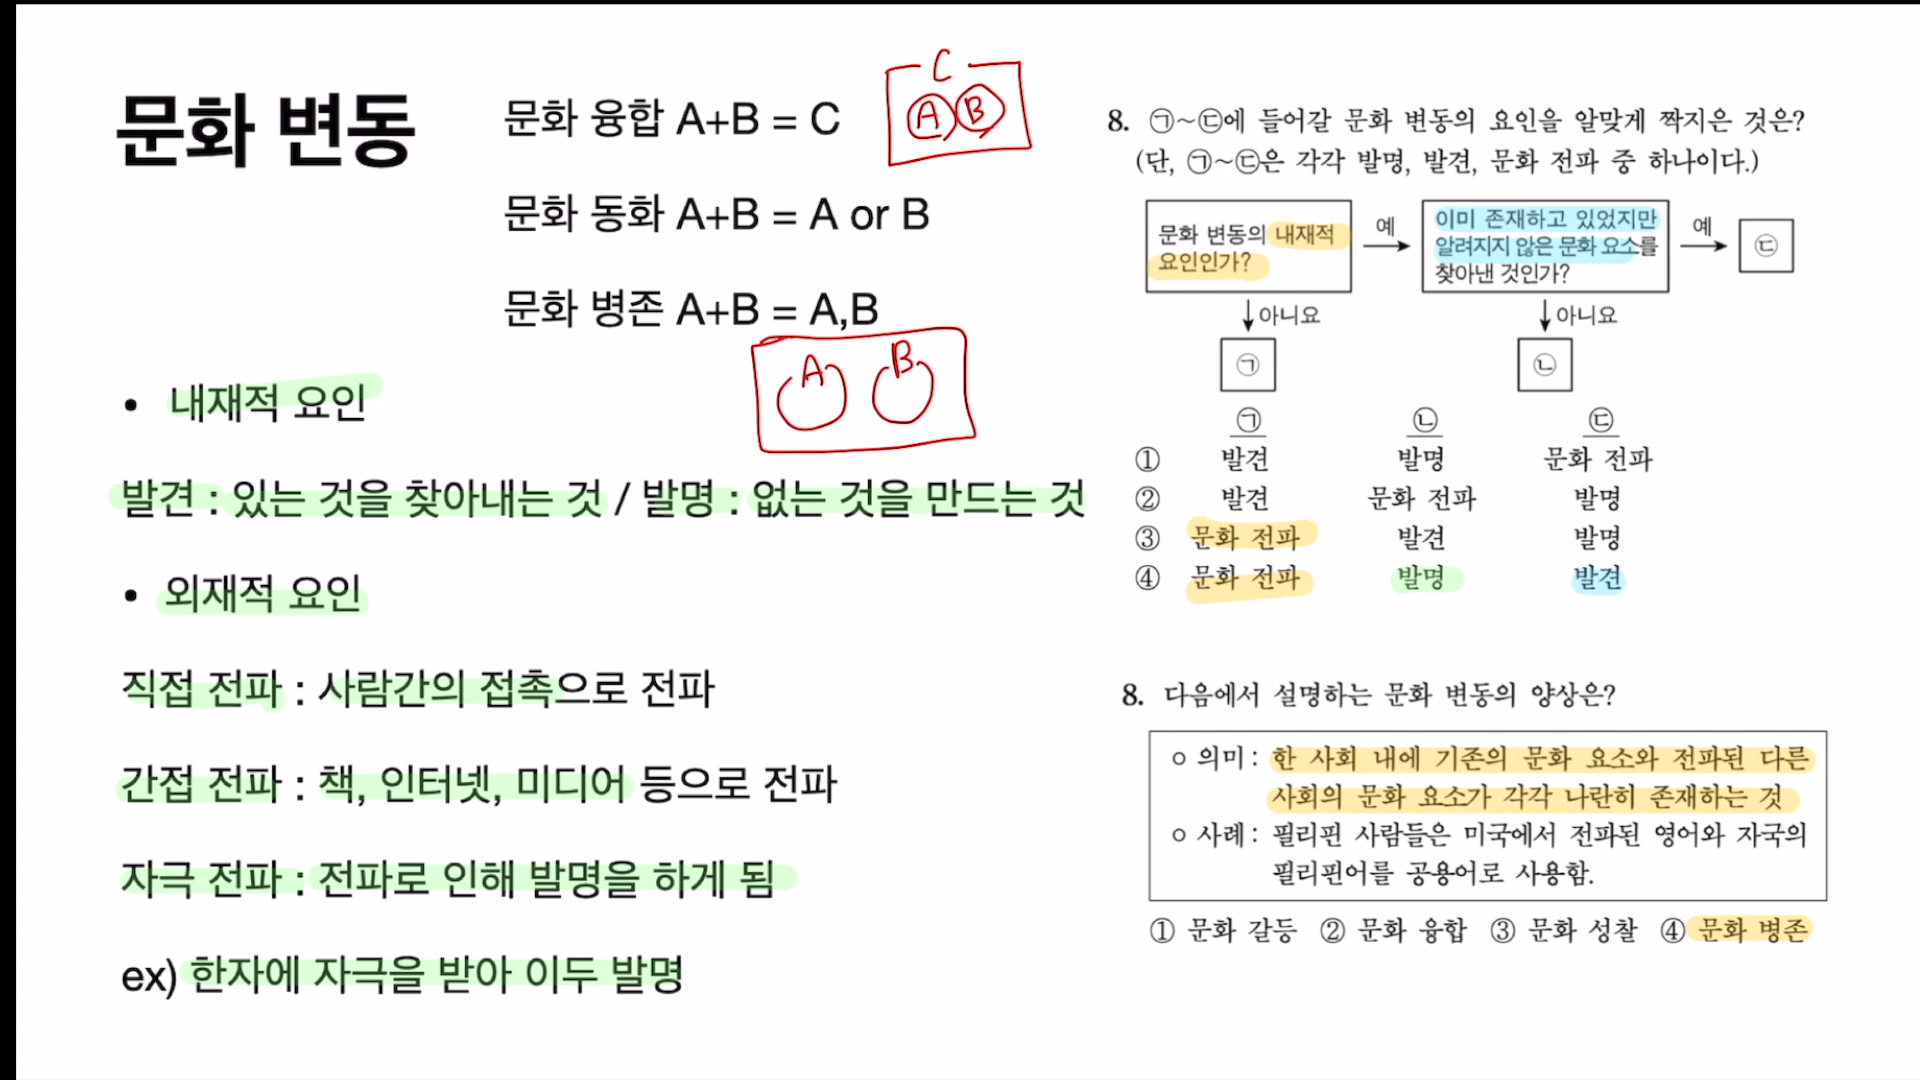 문화 변동
문화 융합 A+B = C
C
A B
문화 동화 A+B = A or B
문화 병존 A+B = A,B
A B
• 내재적 요인
발견 : 있는 것을 찾아내는 것 / 발명 : 없는 것을 만드는 것
• 외재적 요인
직접 전파 : 사람간의 접촉으로 전파
간접 전파 : 책, 인터넷, 미디어 등으로 전파
자극 전파 : 전파로 인해 발명을 하게 됨
ex) 한자에 자극을 받아 이두 발명
8. ㉠~㉢에 들어갈 문화 변동의 요인을 알맞게 짝지은 것은?
(단, ㉠~㉢은 각각 발명, 발견, 문화 전파 중 하나이다.)
문화 변동의 내재적
요인인가?
예
이미 존재하고 있었지만
알려지지 않은 문화 요소를
찾아낸 것인가?
예
㉢
아니요
아니요
㉠
㉡
㉠ ㉡ ㉢
① 발견 발명 문화 전파
② 발견 문화 전파 발명
③ 문화 전파 발견 발명
④ 문화 전파 발명 발견
8. 다음에서 설명하는 문화 변동의 양상은?
○ 의미 : 한 사회 내에 기존의 문화 요소와 전파된 다른
사회의 문화 요소가 각각 나란히 존재하는 것
○ 사례 : 필리핀 사람들은 미국에서 전파된 영어와 자국의
필리핀어를 공용어로 사용함.
① 문화 갈등 ② 문화 융합 ③ 문화 성찰 ④ 문화 병존